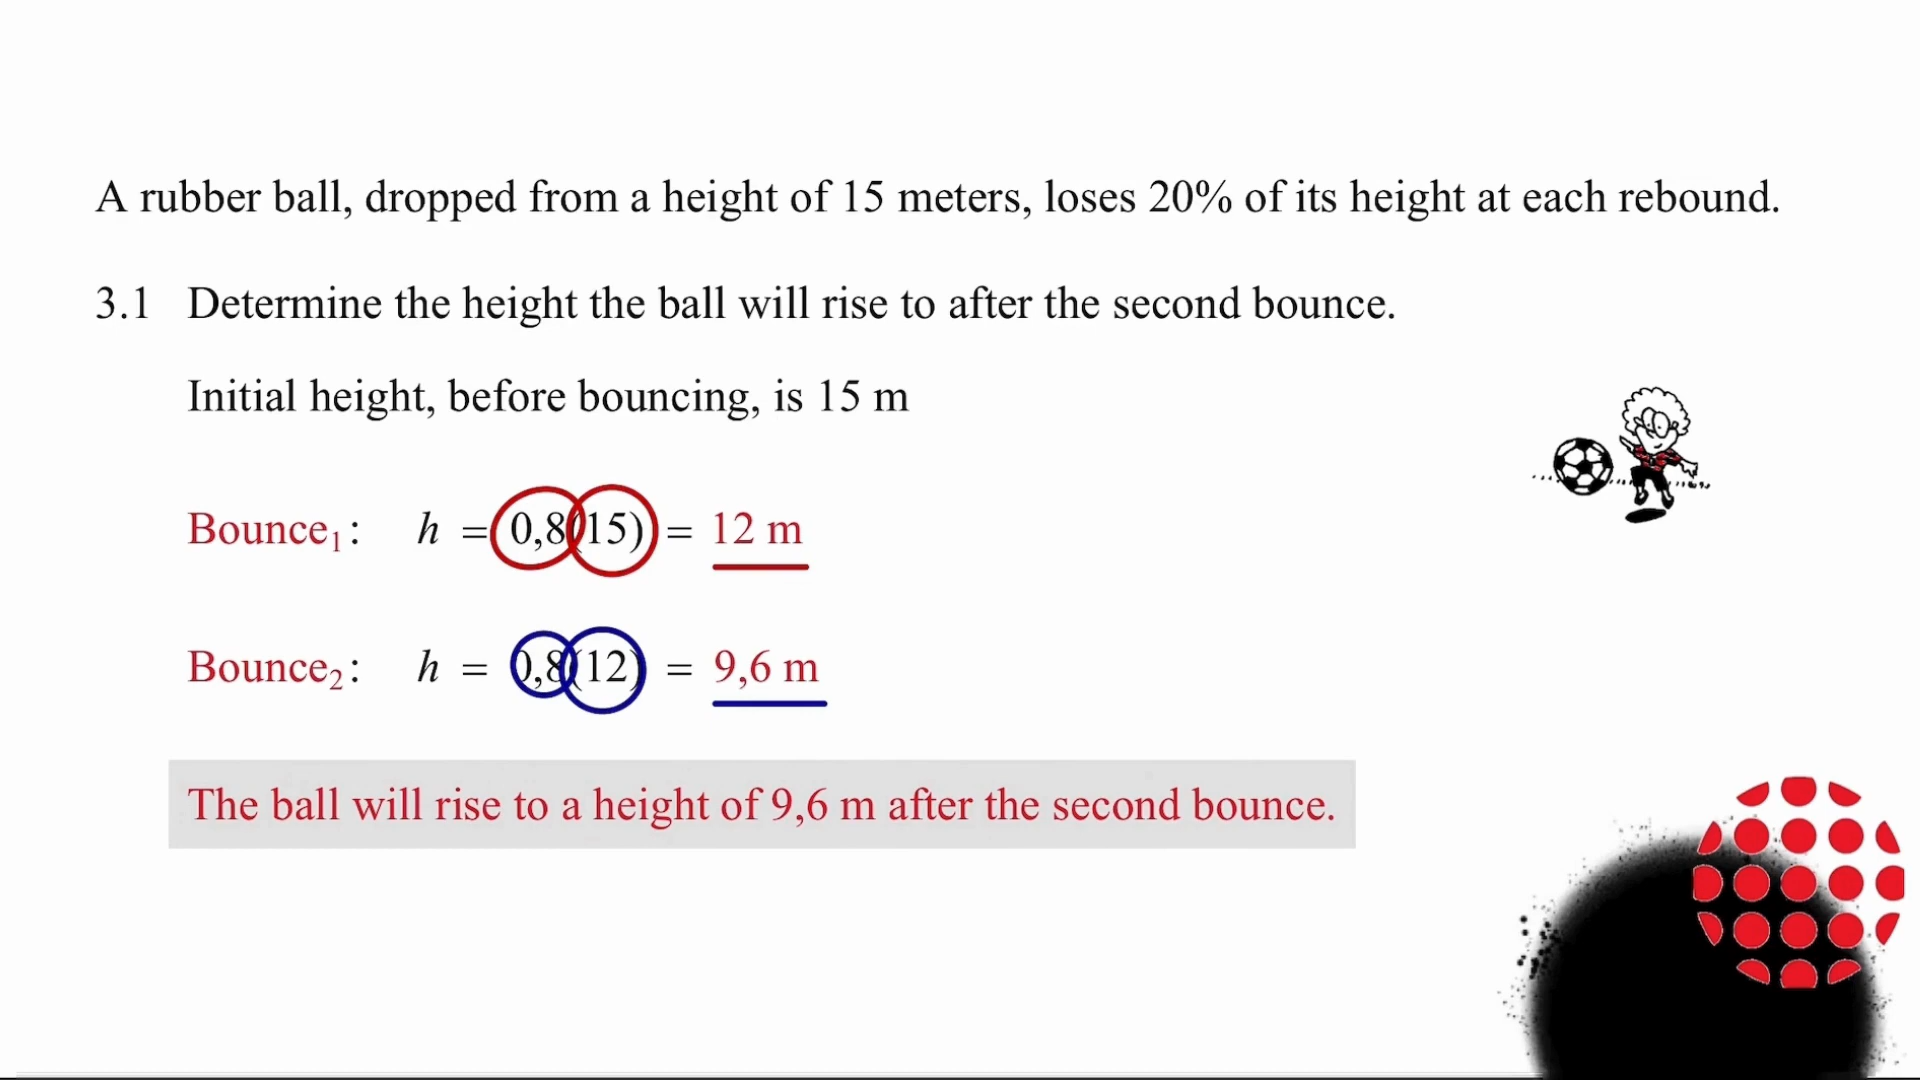 A rubber ball, dropped from a height of 15 meters, loses 20% of its height at each rebound.
3.1 Determine the height the ball will rise to after the second bounce.
Initial height, before bouncing, is 15 m
Bounce₁: h = 0,8(15) = 12 m
Bounce₂: h = 0,8(12) = 9,6 m
The ball will rise to a height of 9,6 m after the second bounce.